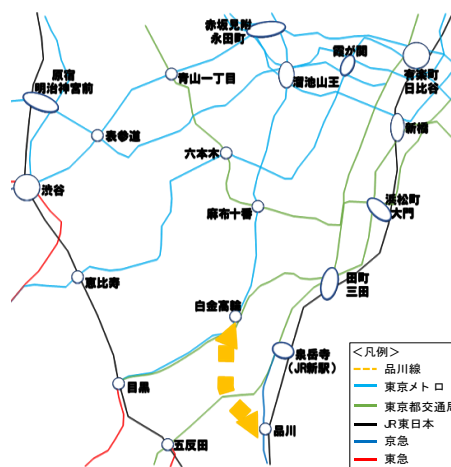 赤坂見附
永田町
霞が関
原宿
明治神宮前
青山一丁目
溜池山王
有楽町
日比谷
表参道
新橋
六本木
渋谷
麻布十番
浜松町
大門
恵比寿
白金高輪
田町
三田
泉岳寺
(JR新駅)
目黒
品川
五反田
＜凡例＞
品川線
東京メトロ
東京都交通局
JR東日本
京急
東急